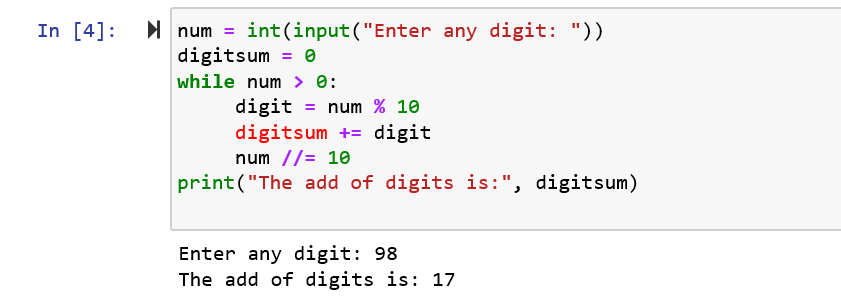 In [4]:
num = int(input("Enter any digit: "))
digitsum = 0
while num > 0:
     digit = num % 10
     digitsum += digit
     num //= 10
print("The add of digits is:", digitsum)
Enter any digit: 98
The add of digits is: 17